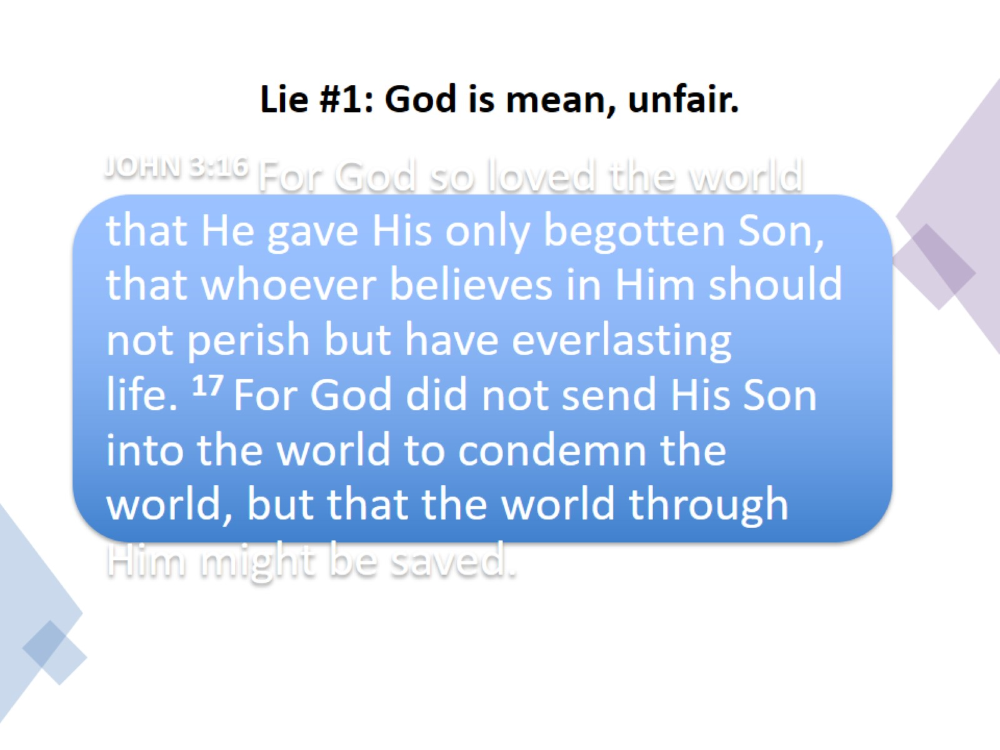 Lie #1: God is mean, unfair.
JOHN 3:16 For God so loved the world
that He gave His only begotten Son,
that whoever believes in Him should
not perish but have everlasting
life. 17 For God did not send His Son
into the world to condemn the
world, but that the world through
Him might be saved.